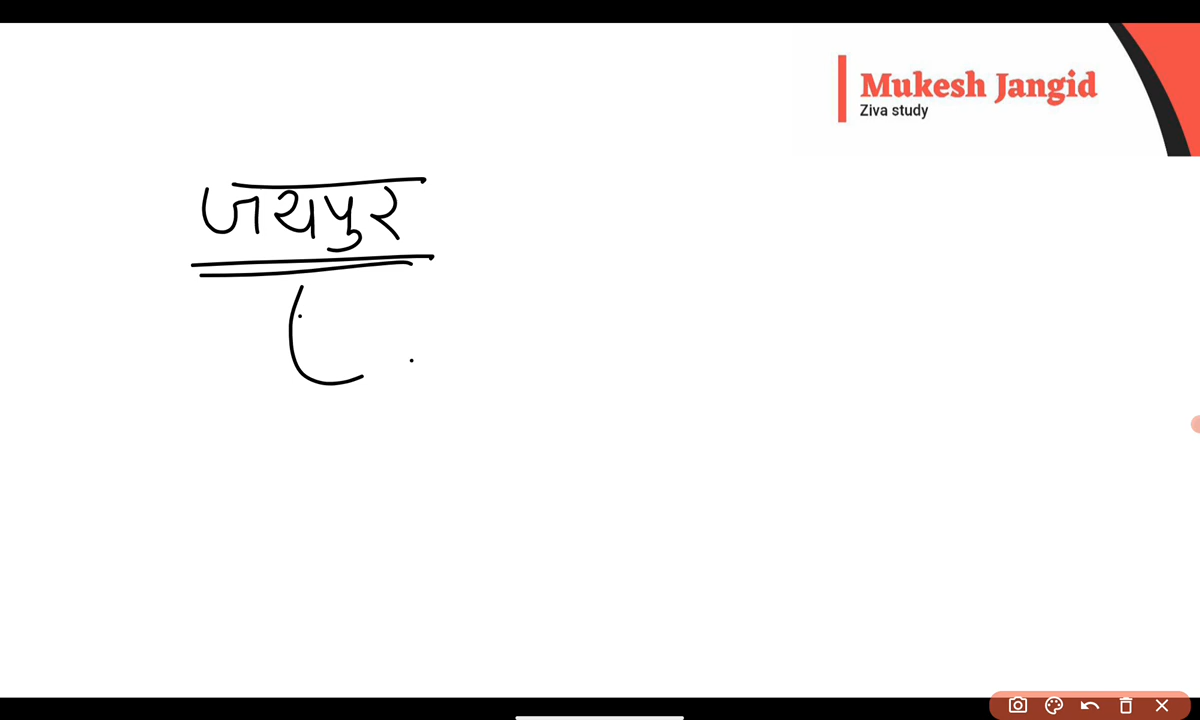 Mukesh Jangid
Ziva study
जयपुर